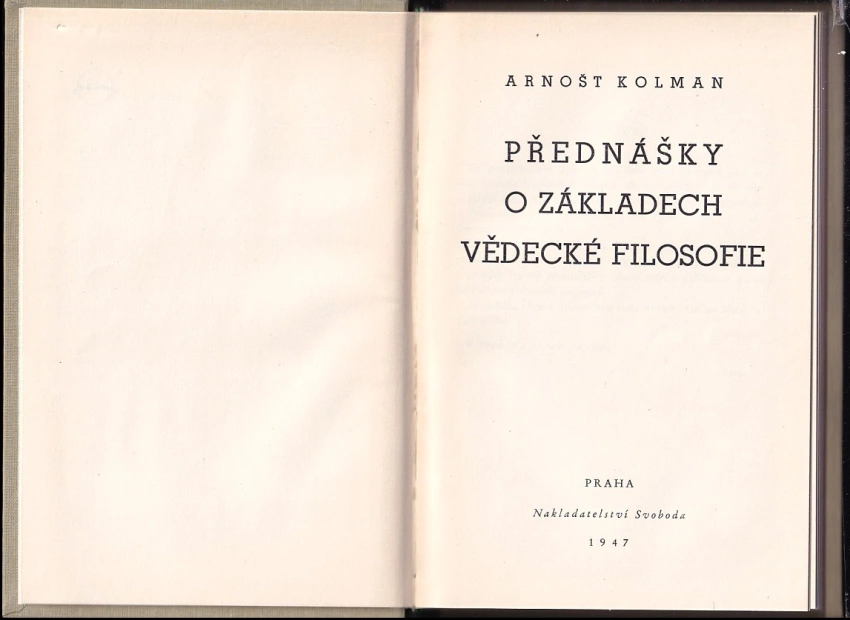 ARNOŠT KOLMAN
PŘEDNÁŠKY
O ZÁKLADECH
VĚDECKÉ FILOSOFIE
PRAHA
Nakladatelství Svoboda
1947